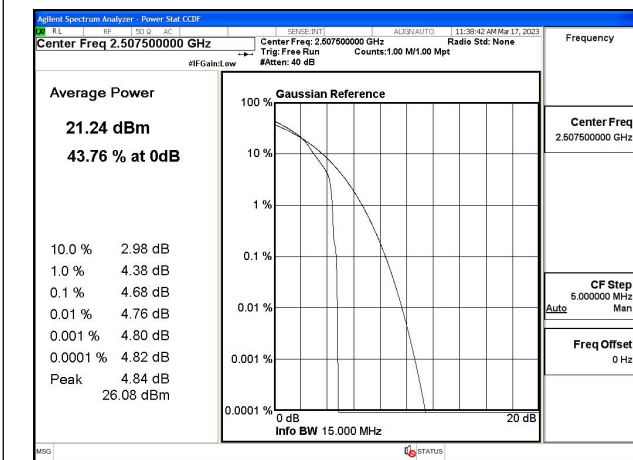 Agilent Spectrum Analyzer - Power Stat CCDF
LXI RL RF 50 Ω AC SENSE:INT ALIGN AUTO 11:38:42 AM Mar 17, 2023
Center Freq 2.507500000 GHz
Center Freq: 2.507500000 GHz Radio Std: None
Trig: Free Run Counts:1.00 M/1.00 Mpt
#IFGain:Low #Atten: 40 dB
Frequency
Average Power
21.24 dBm
43.76 % at 0dB
10.0 % 2.98 dB
1.0 % 4.38 dB
0.1 % 4.68 dB
0.01 % 4.76 dB
0.001 % 4.80 dB
0.0001 % 4.82 dB
Peak 4.84 dB
26.08 dBm
Gaussian Reference
100 %
10 %
1 %
0.1 %
0.01 %
0.001 %
0.0001 %
0 dB 20 dB
Info BW 15.000 MHz
Center Freq
2.507500000 GHz
CF Step
5.000000 MHz
Auto Man
Freq Offset
0 Hz
MSG STATUS